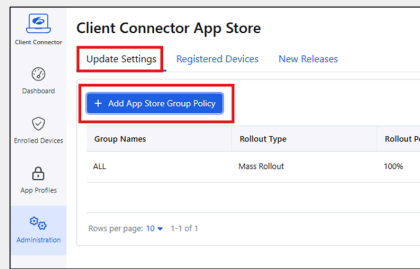 Client Connector
Client Connector App Store
Update Settings
Registered Devices
New Releases
Dashboard
+ Add App Store Group Policy
Enrolled Devices
Group Names
Rollout Type
ALL
Mass Rollout
100%
App Profiles
Rows per page: 10
1-1 of 1
Administration